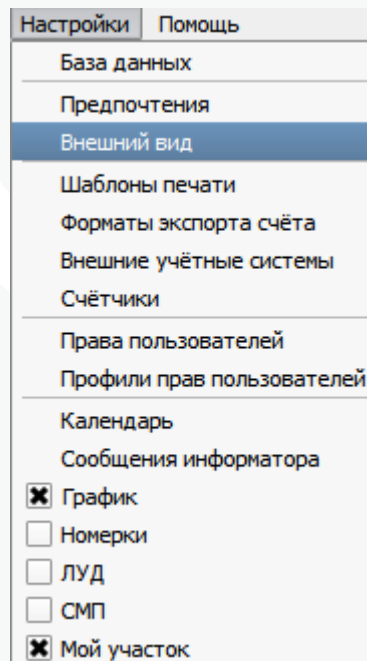 Настройки Помощь
База данных
Предпочтения
Внешний вид
Шаблоны печати
Форматы экспорта счёта
Внешние учётные системы
Счётчики
Права пользователей
Профили прав пользователей
Календарь
Сообщения информатора
График
Номерки
ЛУД
СМП
Мой участок